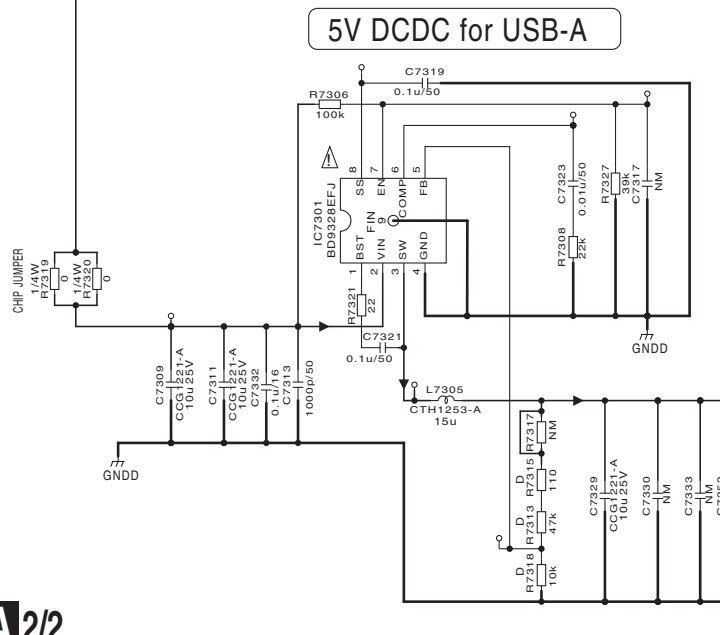 5V DCDC for USB-A
C7319
0.1u/50
R7306
100k
8
7
6
5
SS
EN
COMP
FB
FIN
9
IC7301
BD9328EFJ
BST
VIN
SW
GND
1
2
3
4
C7323
0.01u/50
R7308
22k
R7327
39k
C7317
NM
GNDD
CHIP JUMPER
1/4W
R7319
0
1/4W
R7320
0
R7321
22
C7321
0.1u/50
C7309
CCG1221-A
10u25V
C7311
CCG1221-A
10u25V
C7332
0.1u/16
C7313
1000p/50
GNDD
L7305
CTH1253-A
15u
R7317
NM
D
R7315
110
D
R7313
47k
D
R7318
10k
C7329
CCG1221-A
10u25V
C7330
NM
C7333
NM
2/2